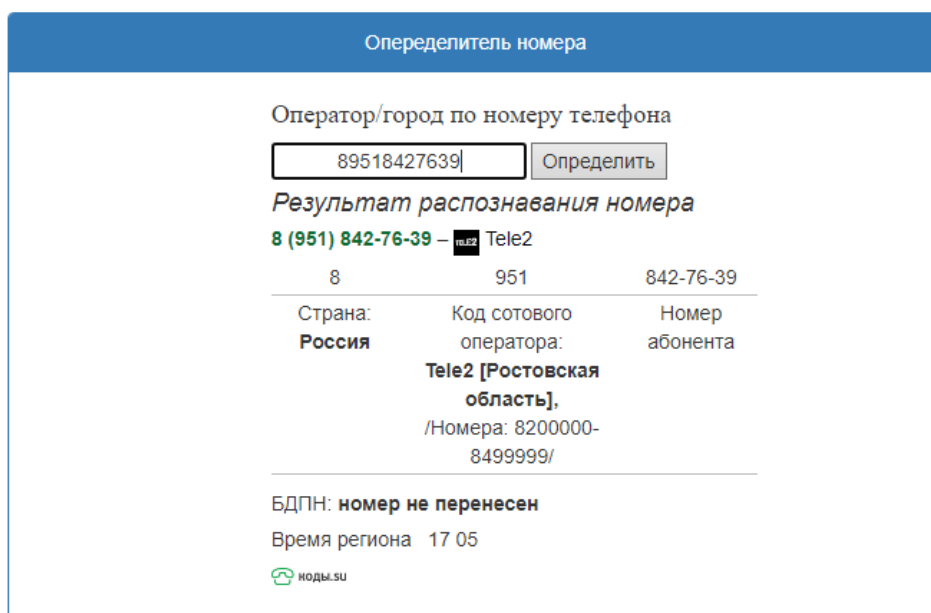 Опеределитель номера
Оператор/город по номеру телефона
89518427639 Определить
Результат распознавания номера
8 (951) 842-76-39 – TELE2 Tele2
8 951 842-76-39
Страна: Код сотового Номер
Россия оператора: абонента
Tele2 [Ростовская
область],
/Номера: 8200000-
8499999/
БДПН: номер не перенесен
Время региона 17 05
коды.su